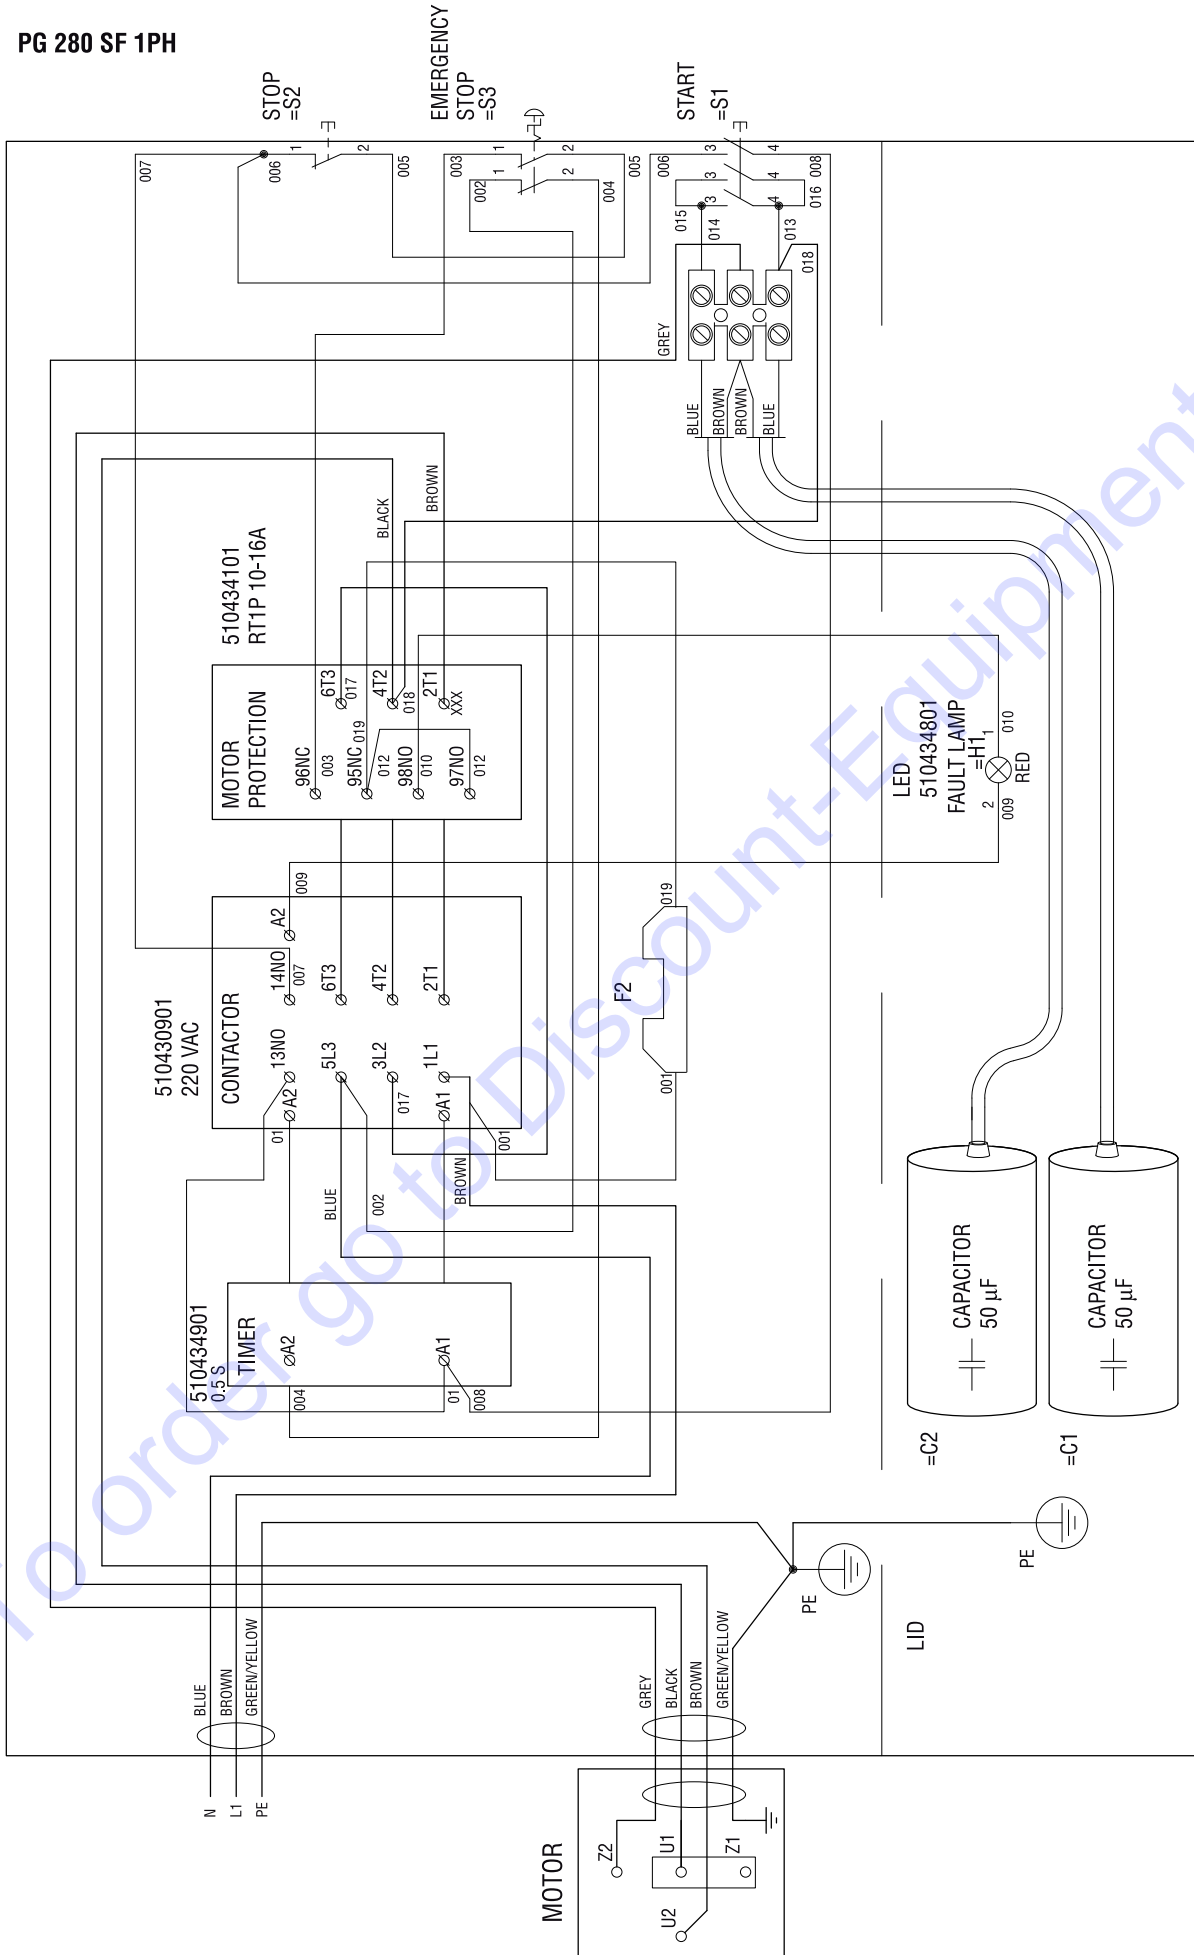 PG 280 SF 1PH
STOP
=S2
EMERGENCY
STOP
=S3
START
=S1
007
006
1
2
005
003
002
1
1
2
2
005
004
006
3
3
3
4
4
4
008
016
015
014
013
018
GREY
BLUE
BROWN
BROWN
BLUE
BLACK
BROWN
510434101
RT1P 10-16A
MOTOR
PROTECTION
96NC
003
95NC
019
012
98NO
010
97NO
012
6T3
017
4T2
018
2T1
XXX
LED
510434801
FAULT LAMP
=H1
1
010
2
009
RED
510430901
220 VAC
CONTACTOR
13NO
14NO
007
A2
009
5L3
6T3
3L2
4T2
017
1L1
2T1
A2
01
A1
001
F2
019
001
BLUE
002
BROWN
510434901
0.5 S
TIMER
A2
004
A1
01
008
CAPACITOR
50 µF
=C2
CAPACITOR
50 µF
=C1
PE
PE
LID
BLUE
BROWN
GREEN/YELLOW
N
L1
PE
GREY
BLACK
BROWN
GREEN/YELLOW
MOTOR
Z2
U1
Z1
U2
To order go to Discount-Equipment